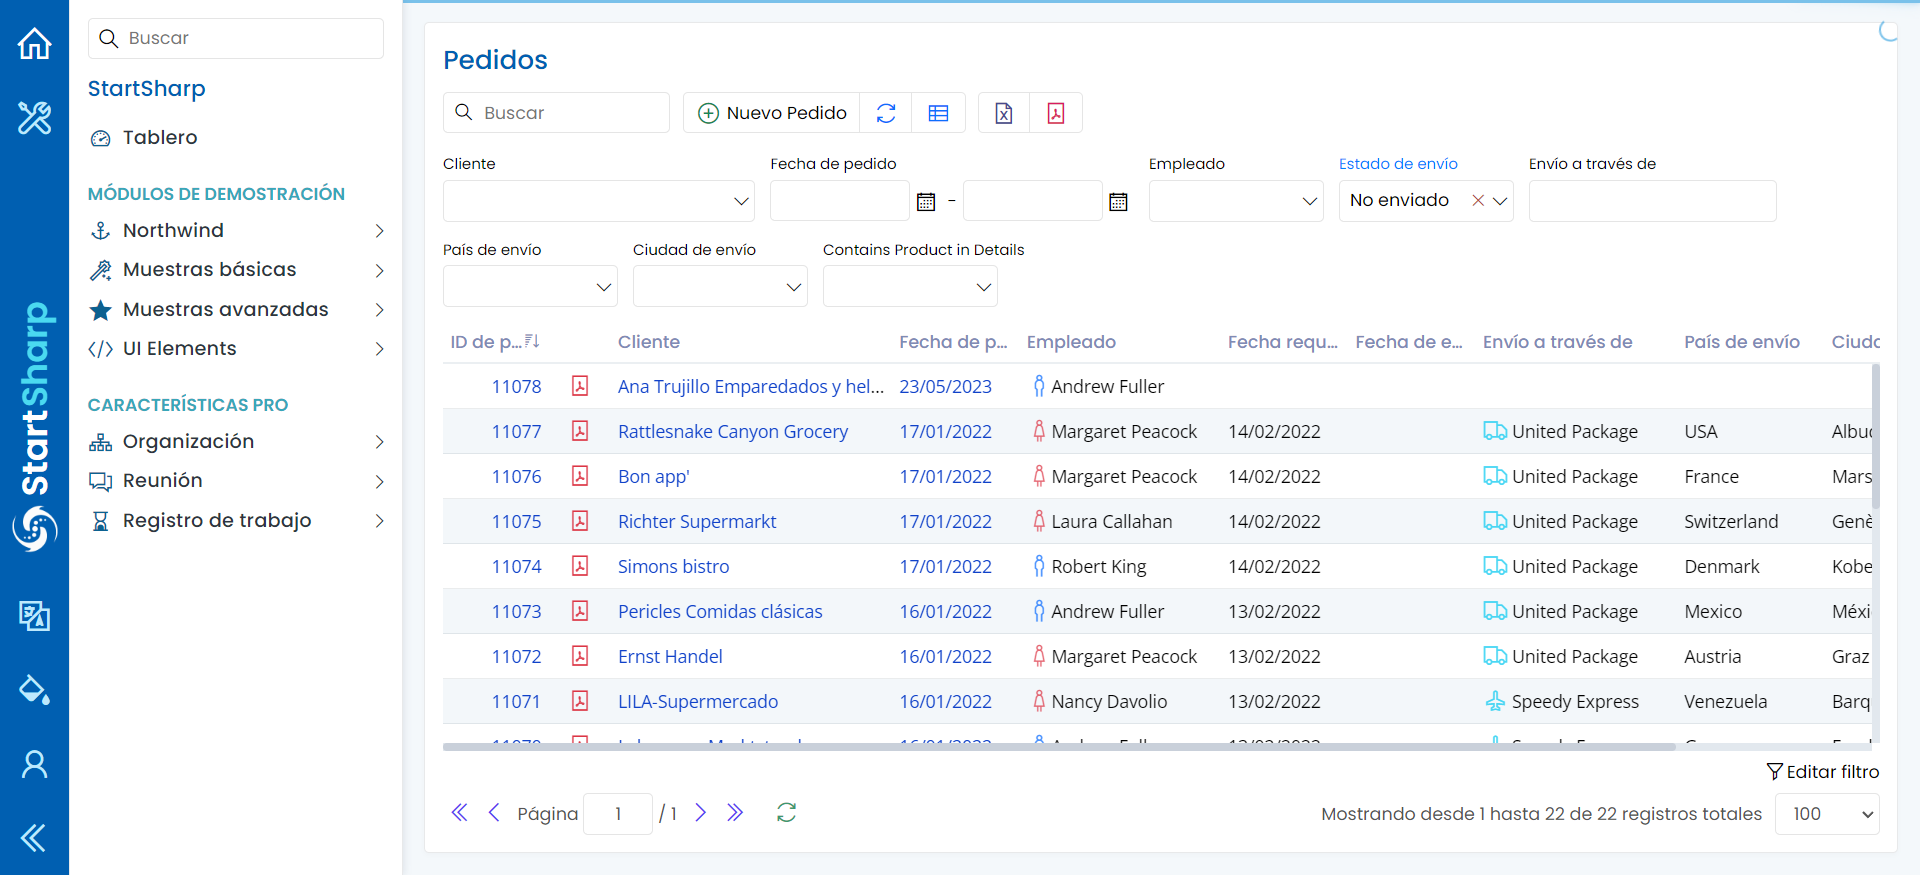 Buscar
StartSharp
Tablero
MÓDULOS DE DEMOSTRACIÓN
Northwind
Muestras básicas
Muestras avanzadas
UI Elements
CARACTERÍSTICAS PRO
Organización
Reunión
Registro de trabajo
StartSharp
Pedidos
Buscar
Nuevo Pedido
Cliente
Fecha de pedido
Empleado
Estado de envío
Envío a través de
-
No enviado
País de envío
Ciudad de envío
Contains Product in Details
ID de p... Cliente Fecha de p... Empleado Fecha requ... Fecha de e... Envío a través de País de envío Ciudc
11078 Ana Trujillo Emparedados y hel... 23/05/2023 Andrew Fuller
11077 Rattlesnake Canyon Grocery 17/01/2022 Margaret Peacock 14/02/2022 United Package USA Albuc
11076 Bon app' 17/01/2022 Margaret Peacock 14/02/2022 United Package France Mars
11075 Richter Supermarkt 17/01/2022 Laura Callahan 14/02/2022 United Package Switzerland Genè
11074 Simons bistro 17/01/2022 Robert King 14/02/2022 United Package Denmark Kobe
11073 Pericles Comidas clásicas 16/01/2022 Andrew Fuller 13/02/2022 United Package Mexico Méxi
11072 Ernst Handel 16/01/2022 Margaret Peacock 13/02/2022 United Package Austria Graz
11071 LILA-Supermercado 16/01/2022 Nancy Davolio 13/02/2022 Speedy Express Venezuela Barq
Editar filtro
Página 1 / 1
Mostrando desde 1 hasta 22 de 22 registros totales 100